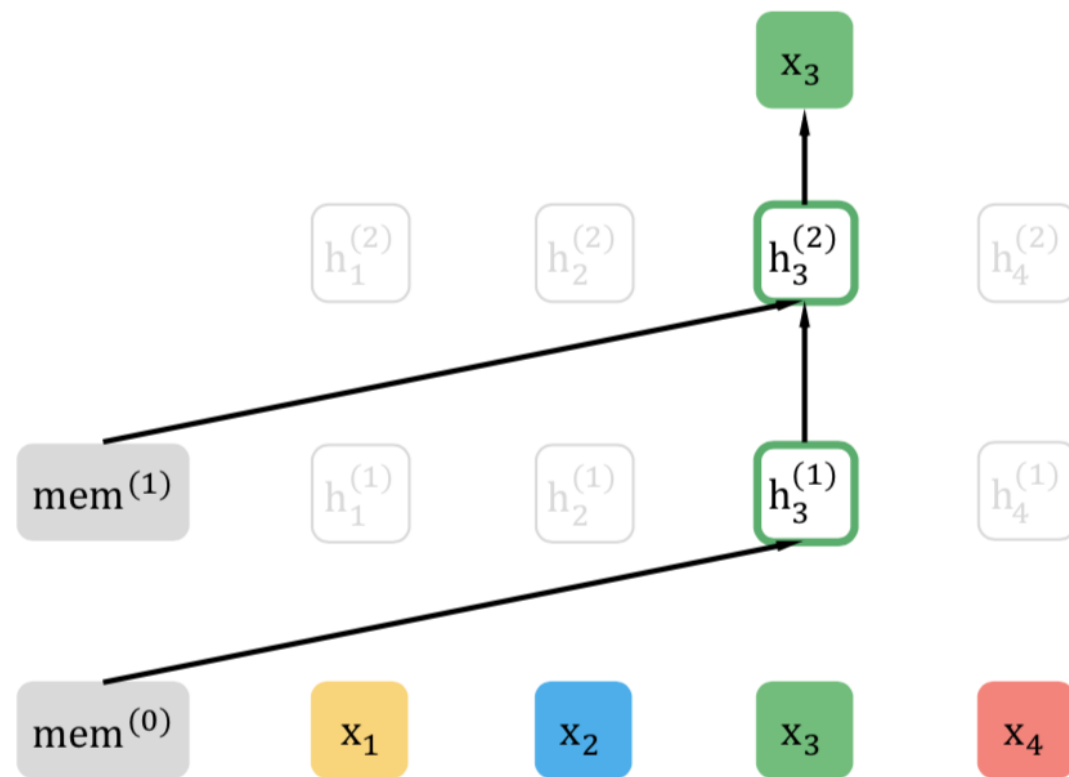 x₃
h₁⁽²⁾ h₂⁽²⁾ h₃⁽²⁾ h₄⁽²⁾
mem⁽¹⁾ h₁⁽¹⁾ h₂⁽¹⁾ h₃⁽¹⁾ h₄⁽¹⁾
mem⁽⁰⁾ x₁ x₂ x₃ x₄